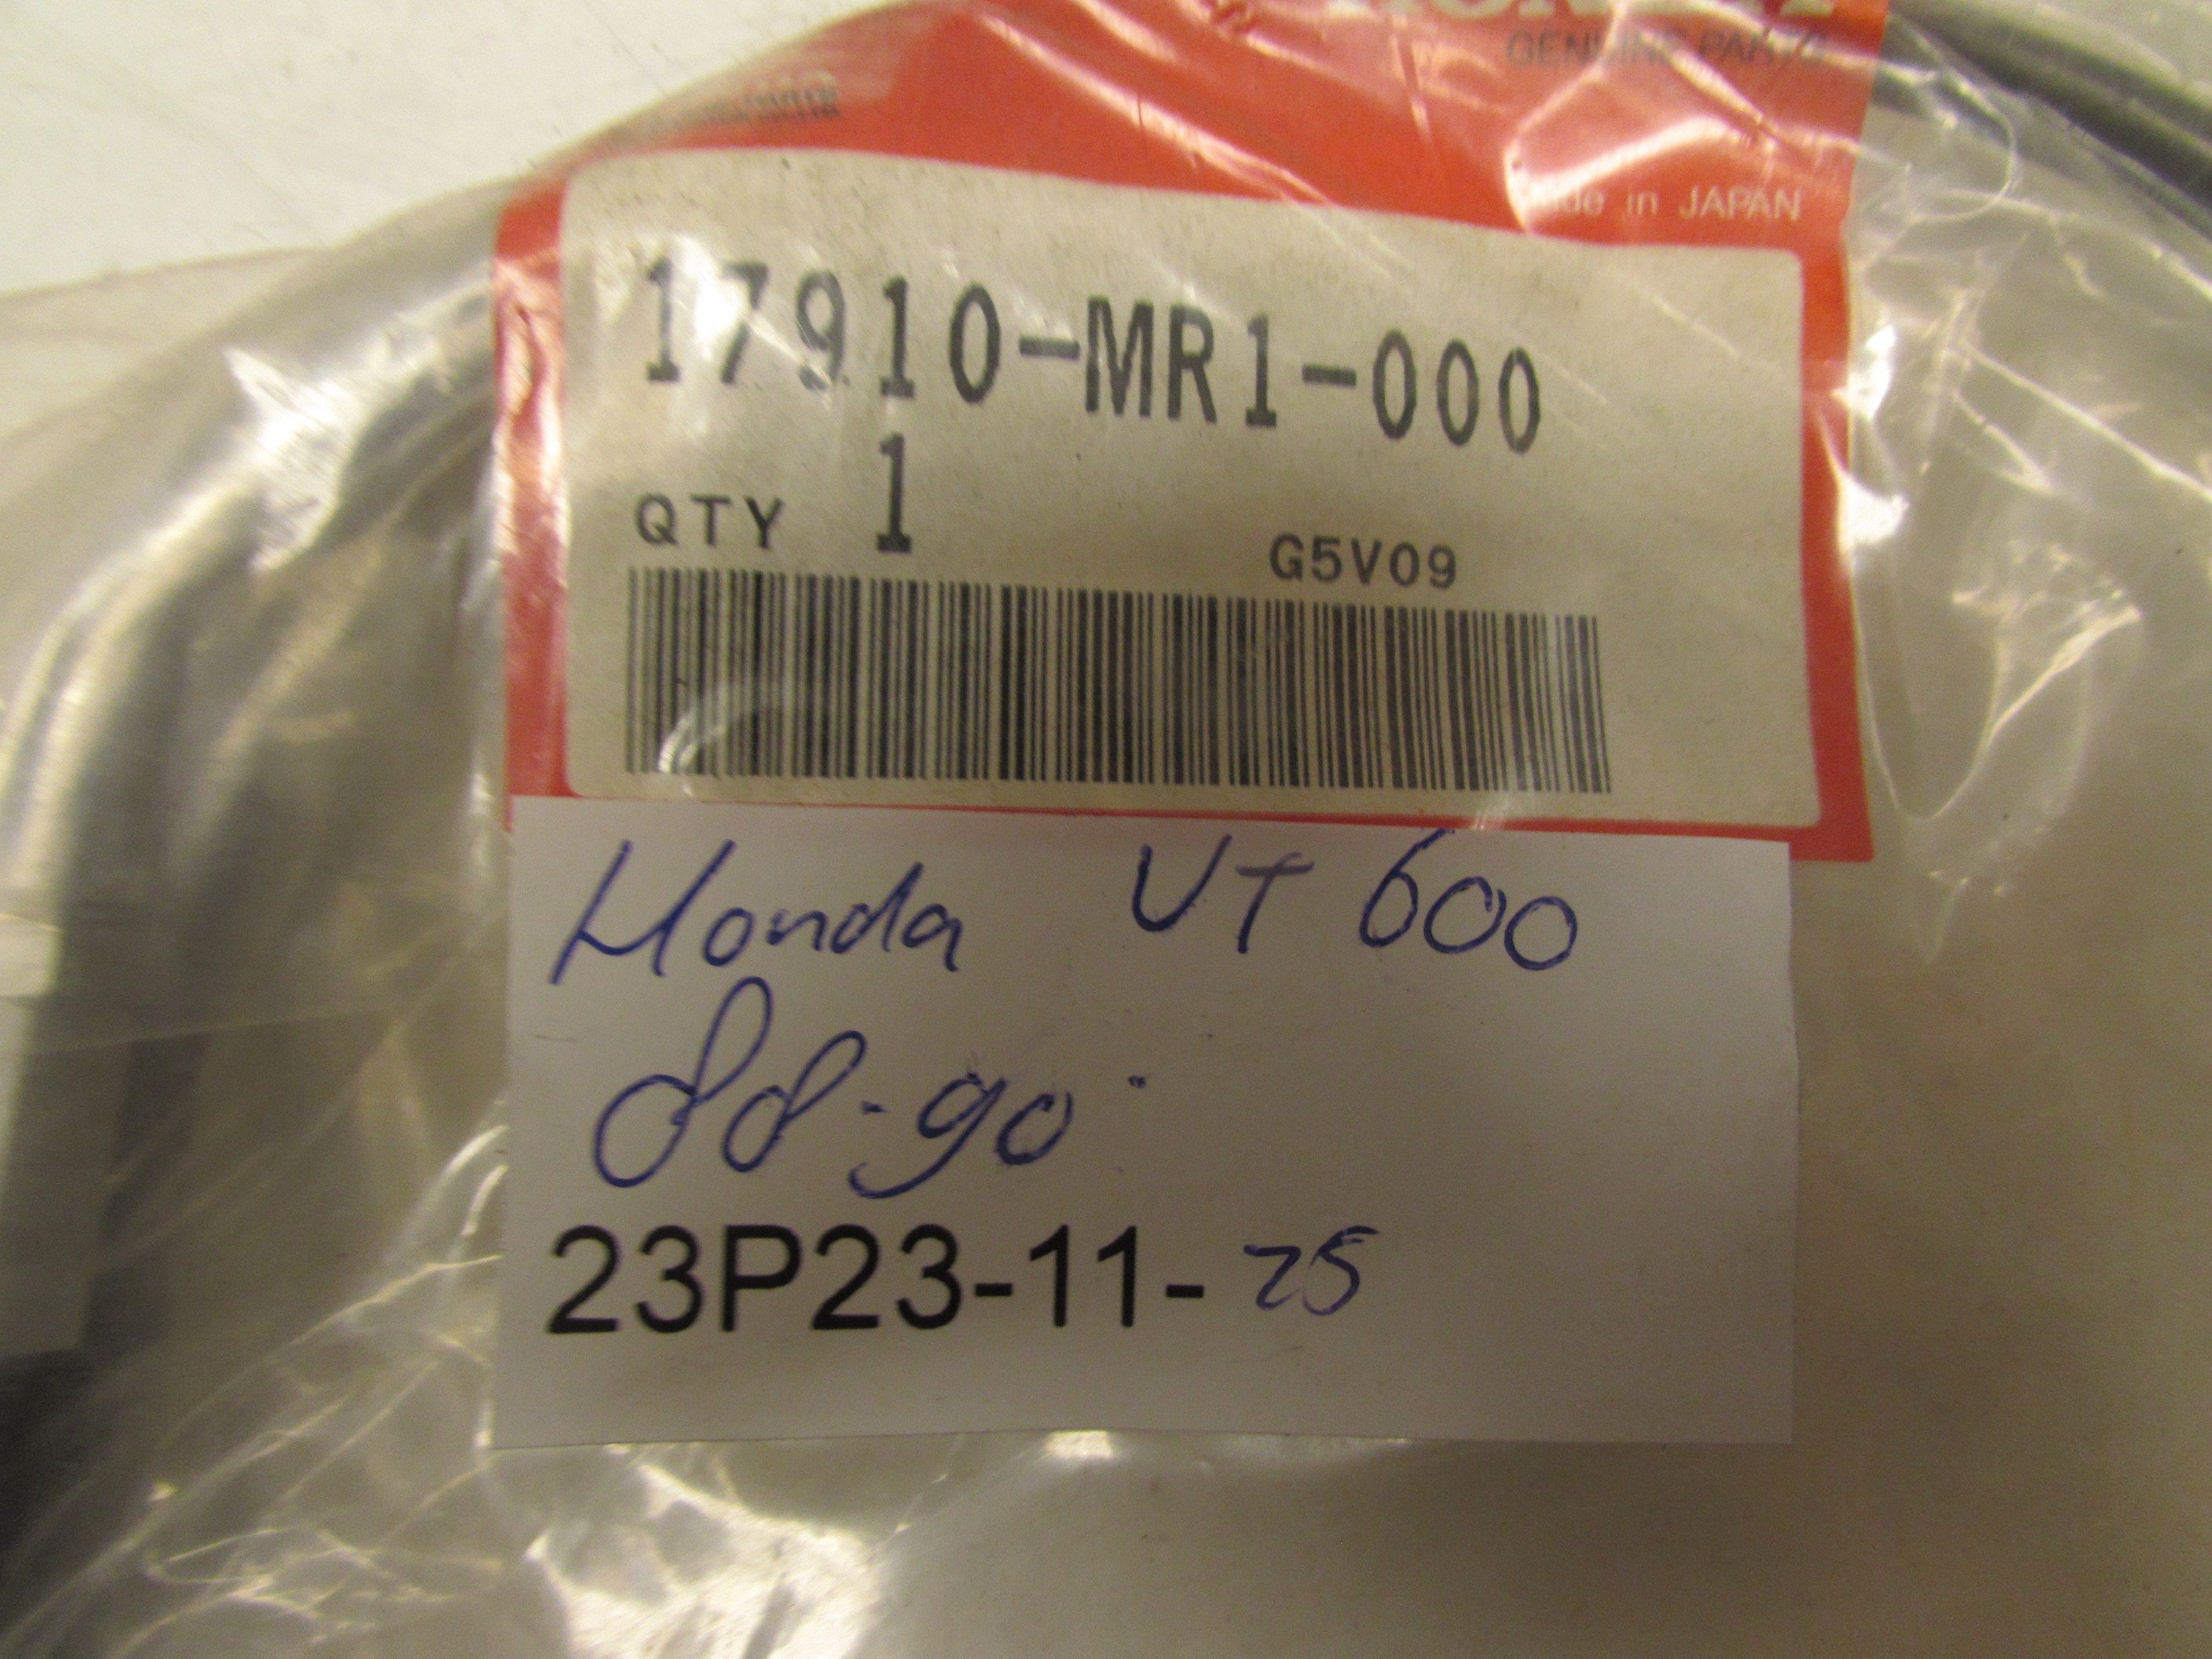 HONDA
GENUINE PARTS
Made in JAPAN
17910-MR1-000
QTY 1
G5V09
Honda VT 600
88-90
23P23-11-25